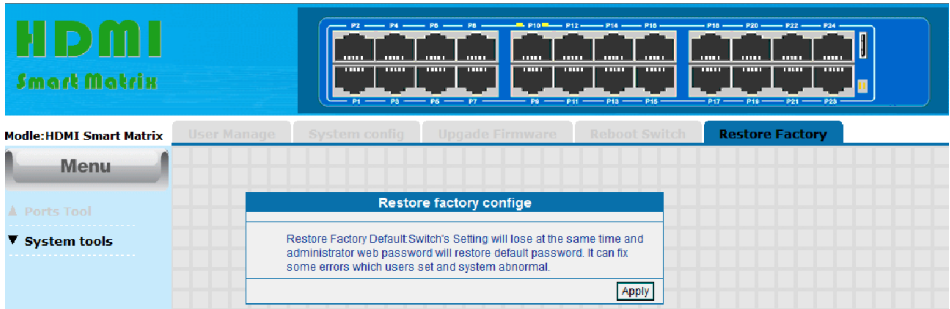 HDMI
Smart Matrix
P2 P4 P6 P8 P10 P12 P14 P16 P18 P20 P22 P24
P1 P3 P5 P7 P9 P11 P13 P15 P17 P19 P21 P23
Modle:HDMI Smart Matrix
User Manage System config Upgade Firmware Reboot Switch Restore Factory
Menu
Ports Tool
System tools
Restore factory confige
Restore Factory Default Switch's Setting will lose at the same time and
administrator web password will restore default password. It can fix
some errors which users set and system abnormal.
Apply